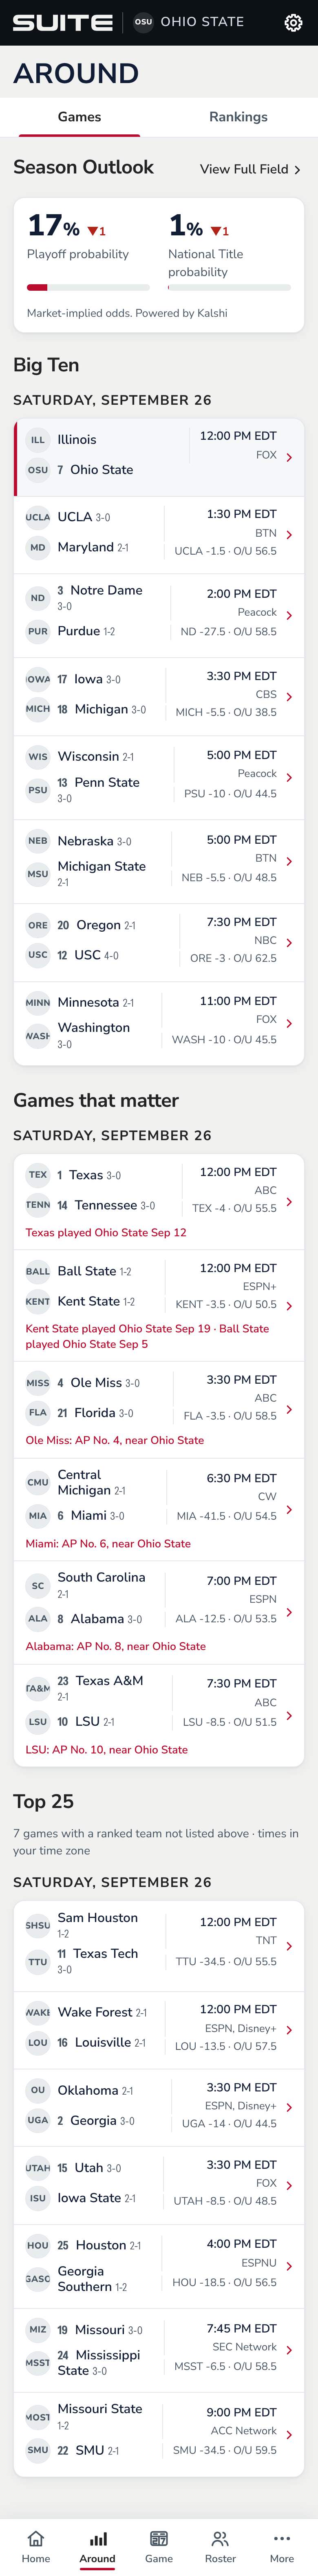 SUITE OSU OHIO STATE
AROUND
Games Rankings
Season Outlook View Full Field
17% ▼1 1% ▼1
Playoff probability National Title probability
Market-implied odds. Powered by Kalshi
Big Ten
SATURDAY, SEPTEMBER 26
ILL Illinois 12:00 PM EDT
FOX
OSU 7 Ohio State
UCLA UCLA 3-0 1:30 PM EDT
BTN
MD Maryland 2-1 UCLA -1.5 · O/U 56.5
ND 3 Notre Dame 3-0 2:00 PM EDT
Peacock
PUR Purdue 1-2 ND -27.5 · O/U 58.5
IOWA 17 Iowa 3-0 3:30 PM EDT
CBS
MICH 18 Michigan 3-0 MICH -5.5 · O/U 38.5
WIS Wisconsin 2-1 5:00 PM EDT
Peacock
PSU 13 Penn State 3-0 PSU -10 · O/U 44.5
NEB Nebraska 3-0 5:00 PM EDT
BTN
MSU Michigan State 2-1 NEB -5.5 · O/U 48.5
ORE 20 Oregon 2-1 7:30 PM EDT
NBC
USC 12 USC 4-0 ORE -3 · O/U 62.5
MINN Minnesota 2-1 11:00 PM EDT
FOX
WASH Washington 3-0 WASH -10 · O/U 45.5
Games that matter
SATURDAY, SEPTEMBER 26
TEX 1 Texas 3-0 12:00 PM EDT
ABC
TENN 14 Tennessee 3-0 TEX -4 · O/U 55.5
Texas played Ohio State Sep 12
BALL Ball State 1-2 12:00 PM EDT
ESPN+
KENT Kent State 1-2 KENT -3.5 · O/U 50.5
Kent State played Ohio State Sep 19 · Ball State
played Ohio State Sep 5
MISS 4 Ole Miss 3-0 3:30 PM EDT
ABC
FLA 21 Florida 3-0 FLA -3.5 · O/U 58.5
Ole Miss: AP No. 4, near Ohio State
CMU Central Michigan 2-1 6:30 PM EDT
CW
MIA 6 Miami 3-0 MIA -41.5 · O/U 54.5
Miami: AP No. 6, near Ohio State
SC South Carolina 2-1 7:00 PM EDT
ESPN
ALA 8 Alabama 3-0 ALA -12.5 · O/U 53.5
Alabama: AP No. 8, near Ohio State
TA&M 23 Texas A&M 2-1 7:30 PM EDT
ABC
LSU 10 LSU 2-1 LSU -8.5 · O/U 51.5
LSU: AP No. 10, near Ohio State
Top 25
7 games with a ranked team not listed above · times in
your time zone
SATURDAY, SEPTEMBER 26
SHSU Sam Houston 1-2 12:00 PM EDT
TNT
TTU 11 Texas Tech 3-0 TTU -34.5 · O/U 55.5
WAKE Wake Forest 2-1 12:00 PM EDT
ESPN, Disney+
LOU 16 Louisville 2-1 LOU -13.5 · O/U 57.5
OU Oklahoma 2-1 3:30 PM EDT
ESPN, Disney+
UGA 2 Georgia 3-0 UGA -14 · O/U 44.5
UTAH 15 Utah 3-0 3:30 PM EDT
FOX
ISU Iowa State 2-1 UTAH -8.5 · O/U 48.5
HOU 25 Houston 2-1 4:00 PM EDT
ESPNU
GASO Georgia Southern 1-2 HOU -18.5 · O/U 56.5
MIZ 19 Missouri 3-0 7:45 PM EDT
SEC Network
MSST 24 Mississippi State 3-0 MSST -6.5 · O/U 58.5
MOST Missouri State 1-2 9:00 PM EDT
ACC Network
SMU 22 SMU 2-1 SMU -34.5 · O/U 59.5
Home Around Game Roster More